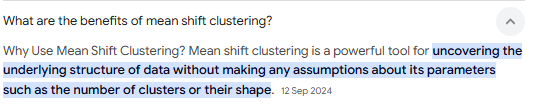 What are the benefits of mean shift clustering?
Why Use Mean Shift Clustering? Mean shift clustering is a powerful tool for uncovering the
underlying structure of data without making any assumptions about its parameters
such as the number of clusters or their shape. 12 Sep 2024